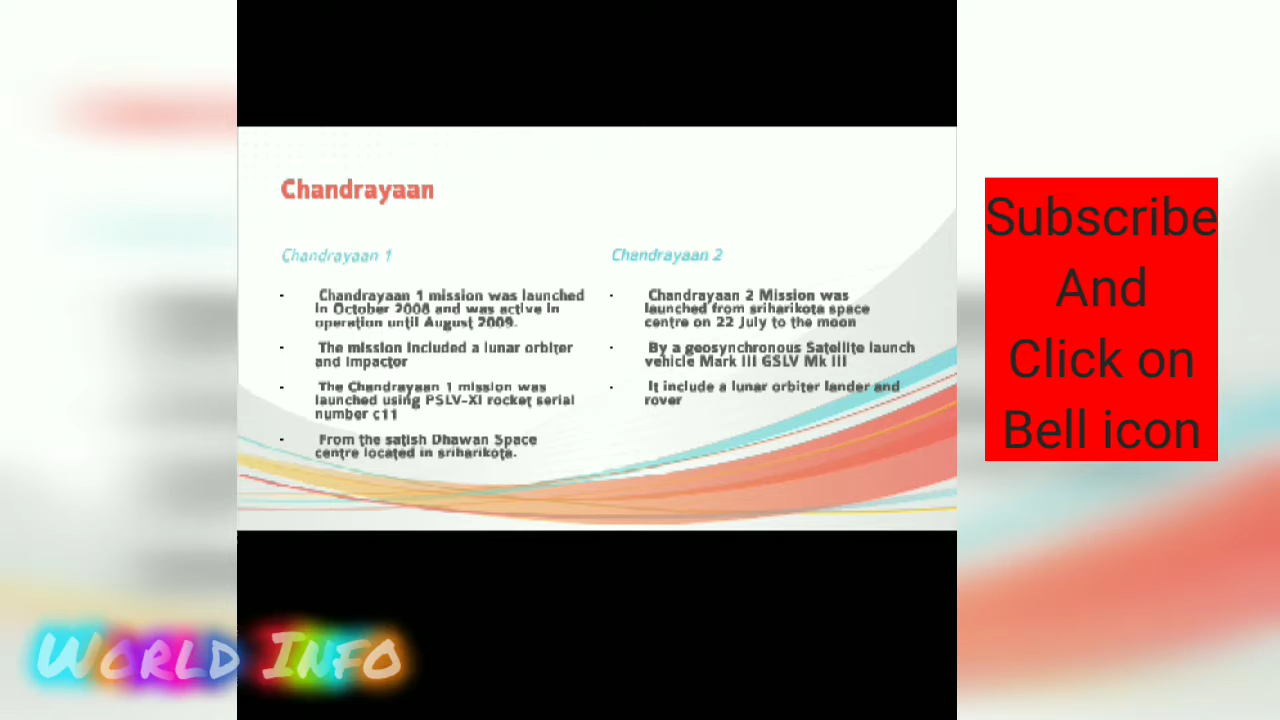 Chandrayaan
Chandrayaan 1
Chandrayaan 1 mission was launched
in October 2008 and was active in
operation until August 2009.
The mission included a lunar orbiter
and impactor
The Chandrayaan 1 mission was
launched using PSLV-Xl rocket serial
number c11
From the satish Dhawan Space
centre located in sriharikota.
Chandrayaan 2
Chandrayaan 2 Mission was
launched from sriharikota space
centre on 22 July to the moon
By a geosynchronous Satellite launch
vehicle Mark III GSLV Mk III
It include a lunar orbiter lander and
rover
Subscribe
And
Click on
Bell icon
World Info